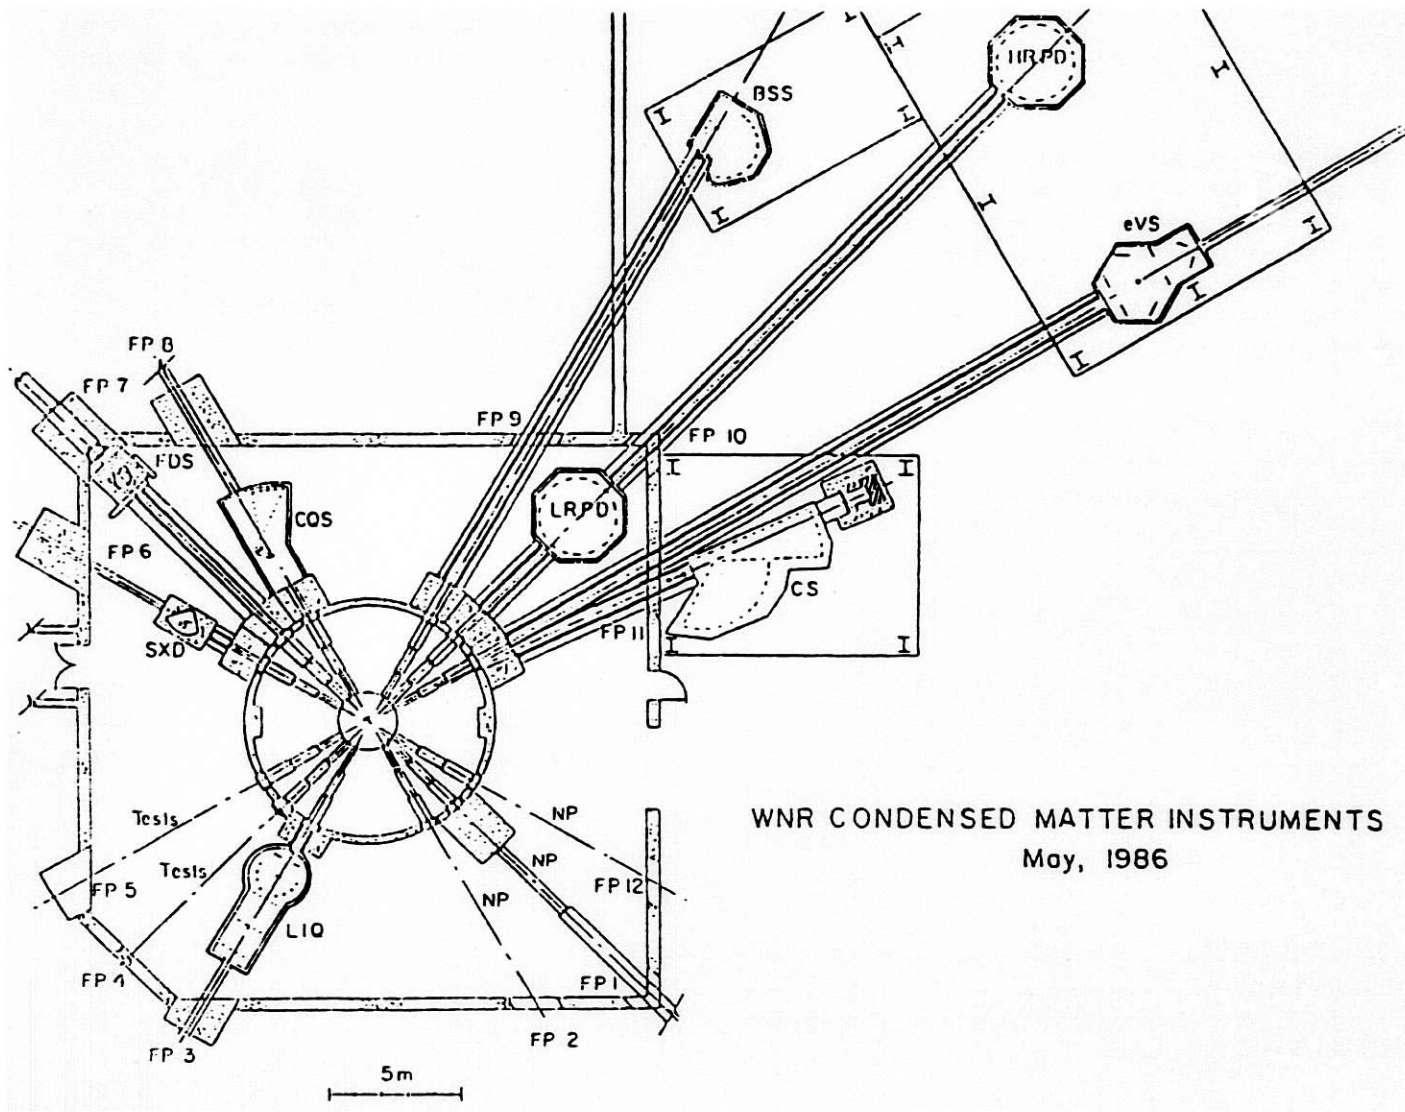 HRPD
BSS
eVS
FP 8
FP 7
FP 9
FP 10
FDS
LRPD
CQS
FP 6
CS
FP 11
SXD
Tests
NP
WNR CONDENSED MATTER INSTRUMENTS
May, 1986
Tests
NP
FP 5
NP
FP 12
LIQ
FP 4
FP 1
FP 2
FP 3
5m